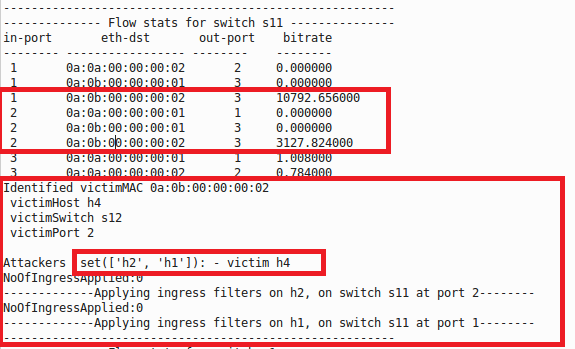 -----------------------------------------------------
------------- Flow stats for switch s11 --------------
in-port eth-dst out-port bitrate
-------- ---------------- -------- --------
1 0a:0a:00:00:00:02 2 0.000000
1 0a:0b:00:00:00:01 3 0.000000
1 0a:0b:00:00:00:02 3 10792.656000
2 0a:0a:00:00:00:01 1 0.000000
2 0a:0b:00:00:00:01 3 0.000000
2 0a:0b:00:00:00:02 3 3127.824000
3 0a:0a:00:00:00:01 1 1.008000
3 0a:0a:00:00:00:02 2 0.784000
Identified victimMAC 0a:0b:00:00:00:02
victimHost h4
victimSwitch s12
victimPort 2
Attackers set(['h2', 'h1']): - victim h4
NoOfIngressApplied:0
-------------Applying ingress filters on h2, on switch s11 at port 2--------
NoOfIngressApplied:0
-------------Applying ingress filters on h1, on switch s11 at port 1--------
-----------------------------------------------------